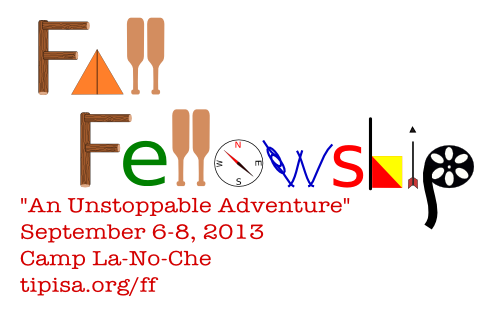 Fall
Fellowship
"An Unstoppable Adventure"
September 6-8, 2013
Camp La-No-Che
tipisa.org/ff
N
E
S
W